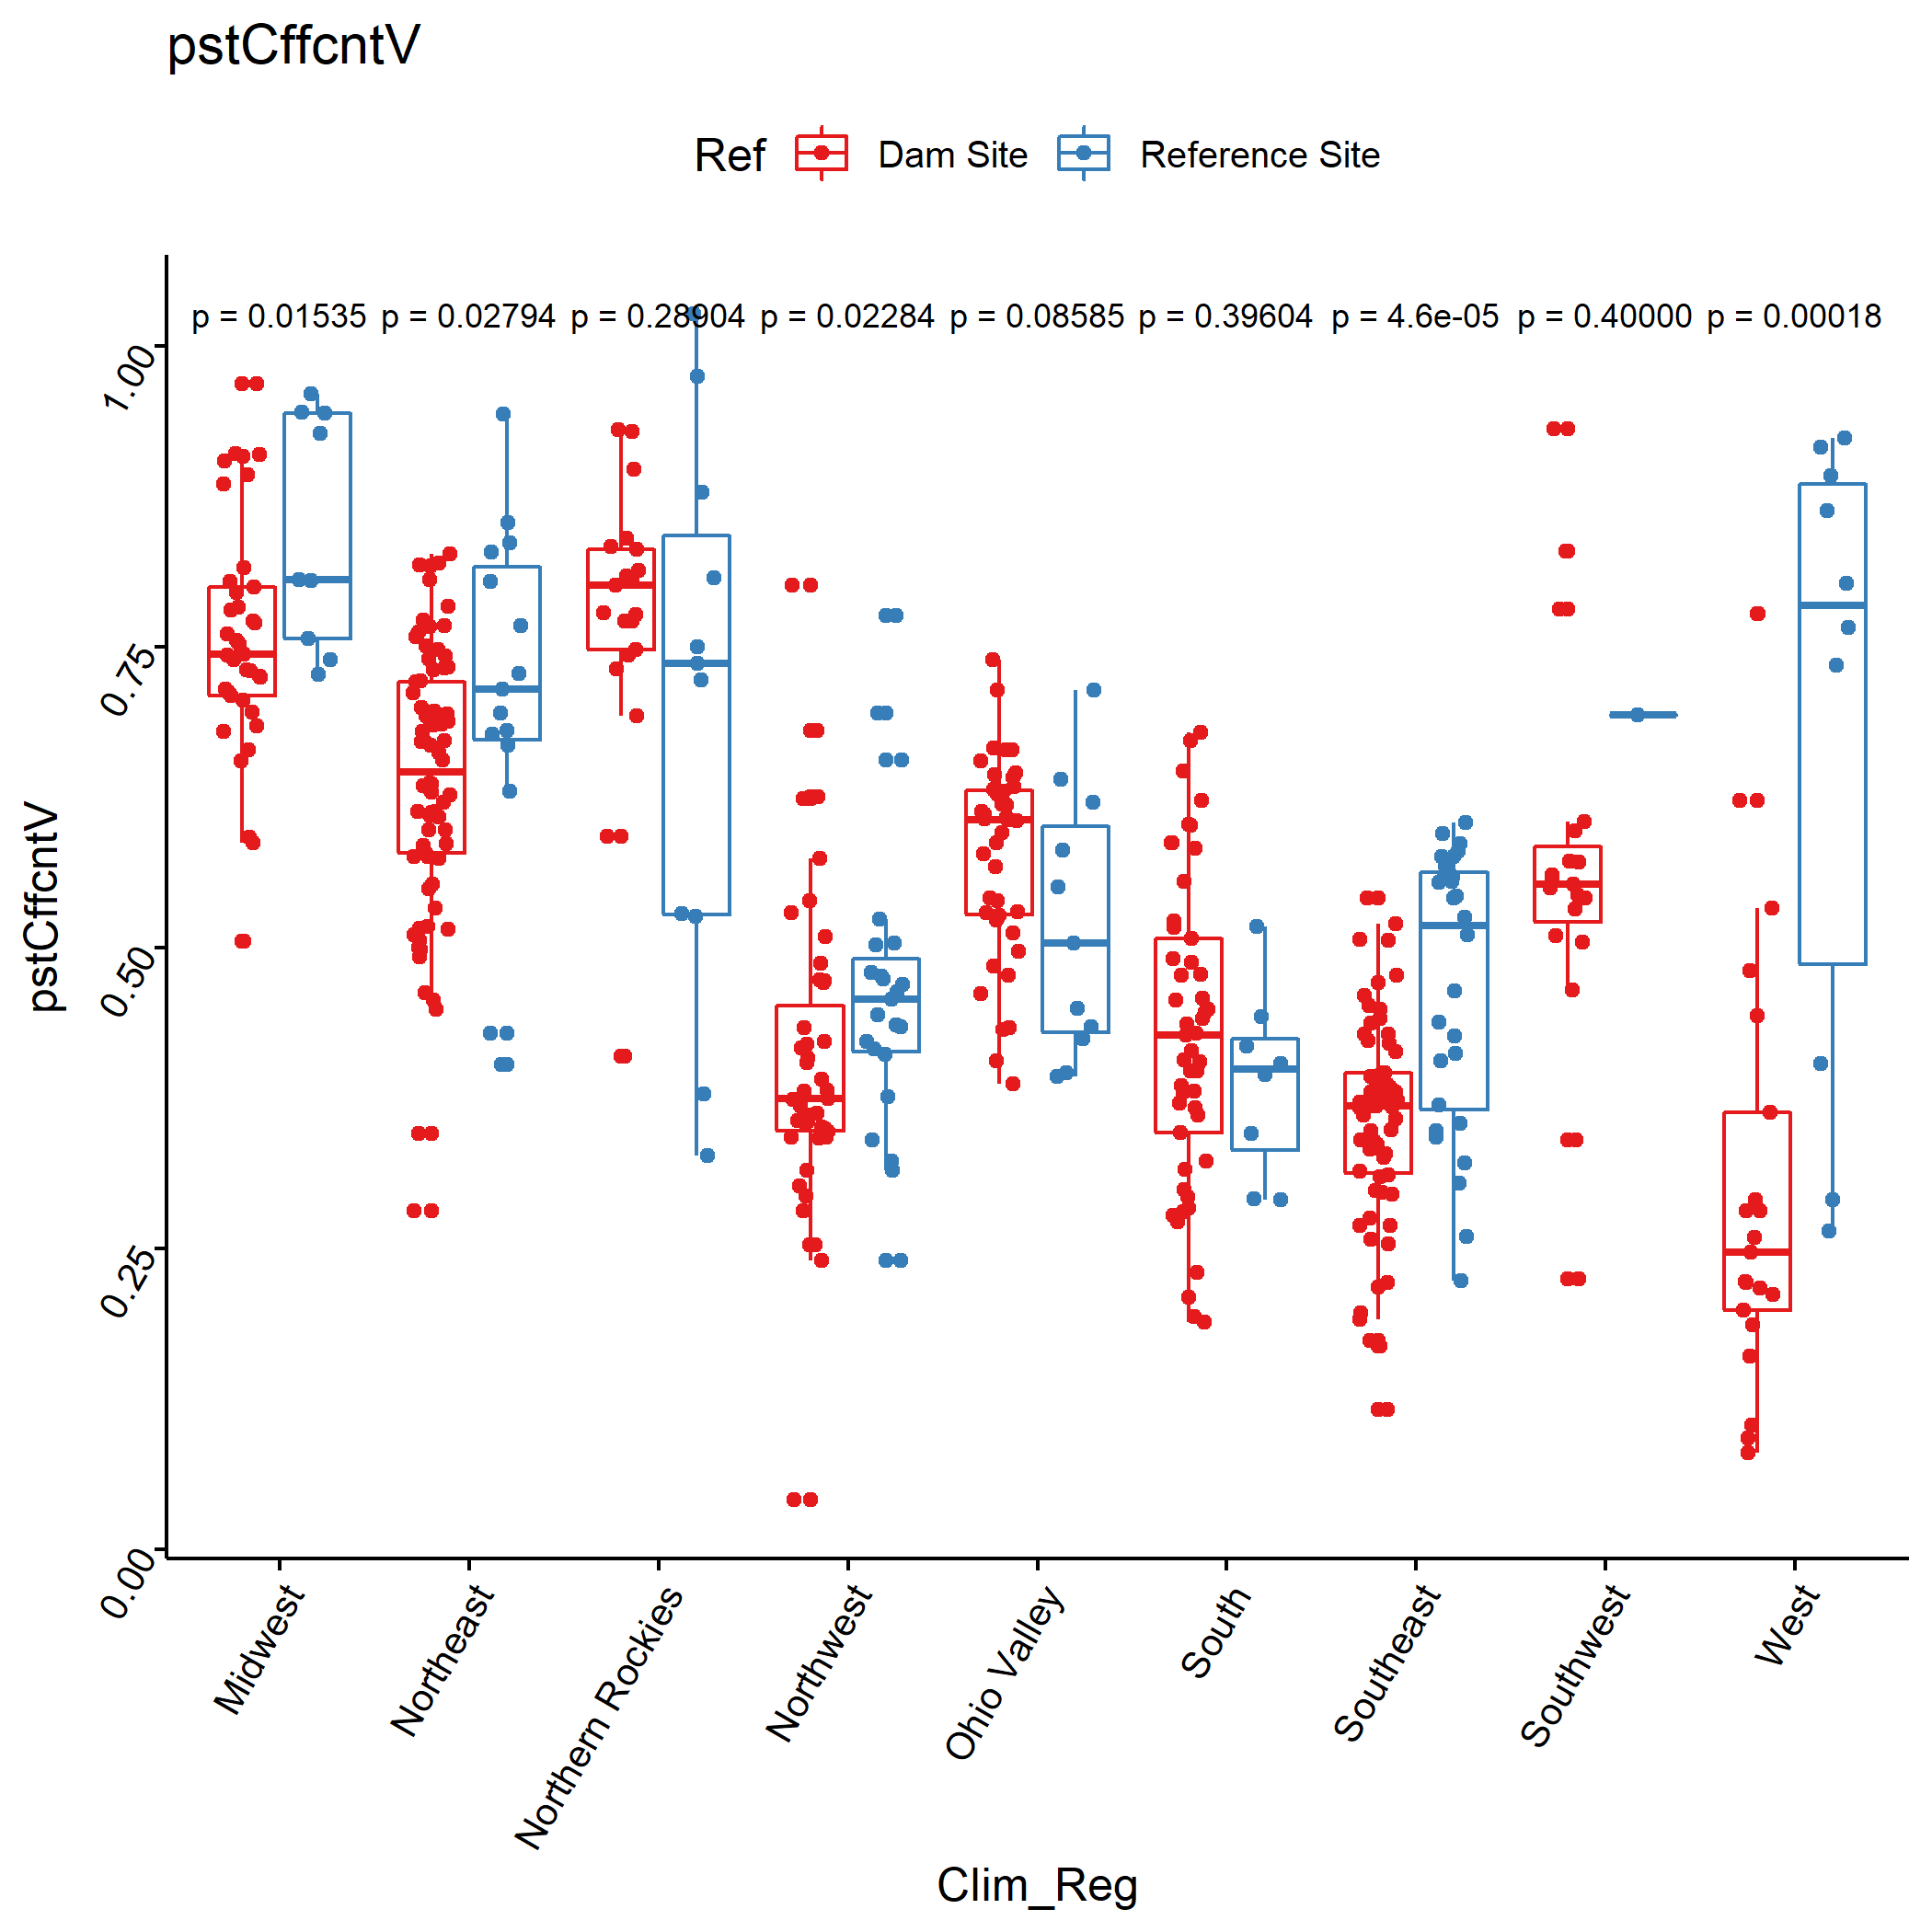 pstCffcntV
Ref Dam Site Reference Site
p = 0.01535 p = 0.02794 p = 0.28904 p = 0.02284 p = 0.08585 p = 0.39604 p = 4.6e-05 p = 0.40000 p = 0.00018
1.00
0.75
0.50
0.25
0.00
pstCffcntV
Midwest Northeast Northern Rockies Northwest Ohio Valley South Southeast Southwest West
Clim_Reg